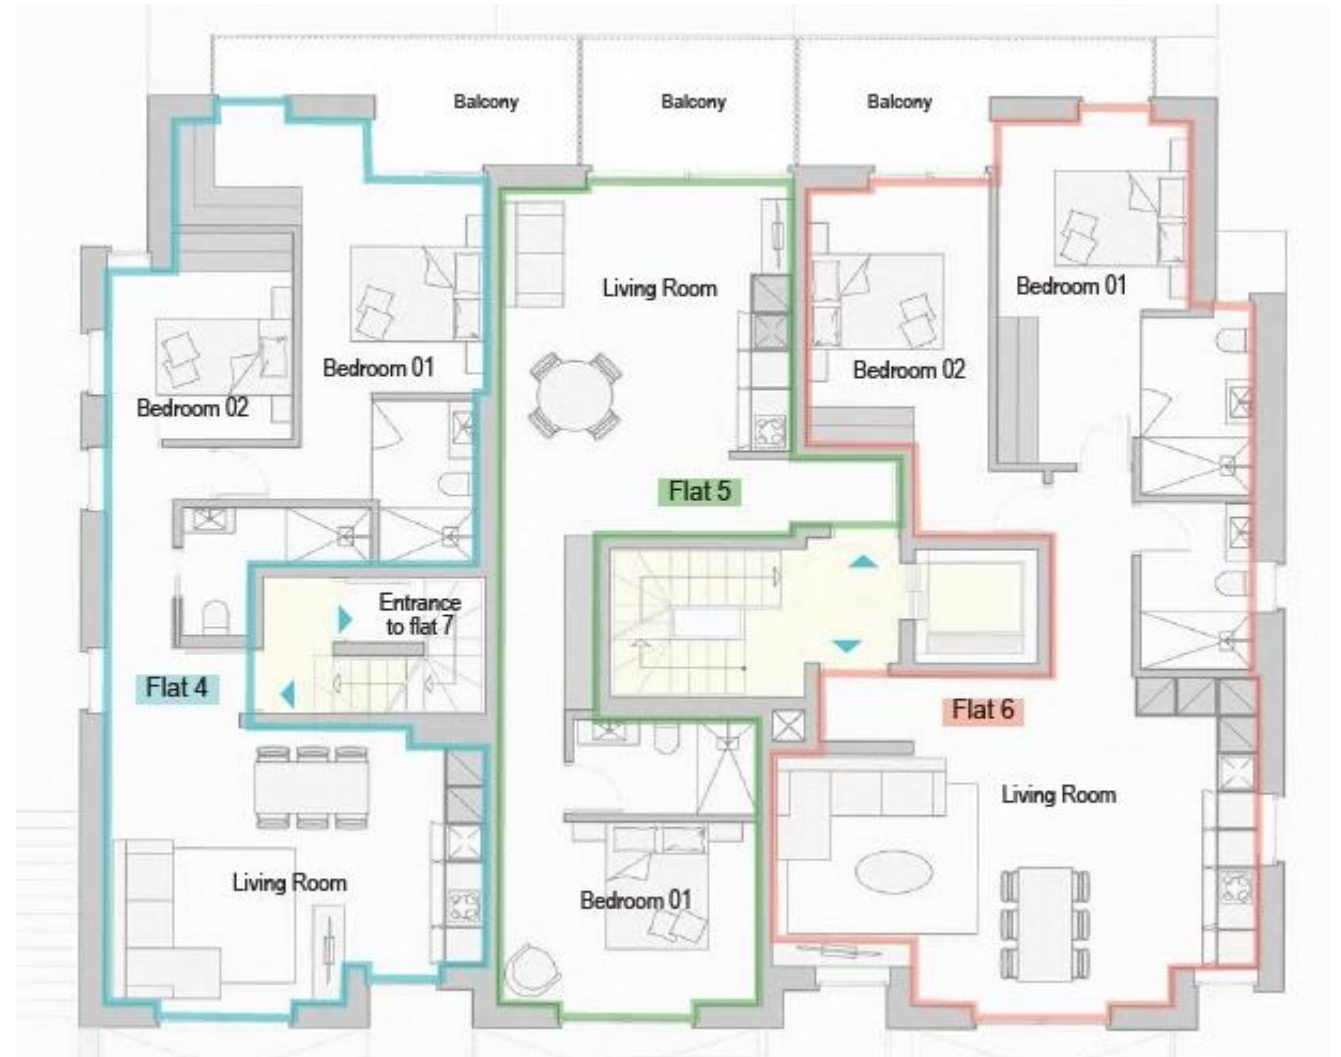 Balcony
Balcony
Balcony
Living Room
Bedroom 01
Bedroom 01
Bedroom 02
Bedroom 02
Flat 5
Entrance
to flat 7
Flat 4
Flat 6
Living Room
Living Room
Bedroom 01